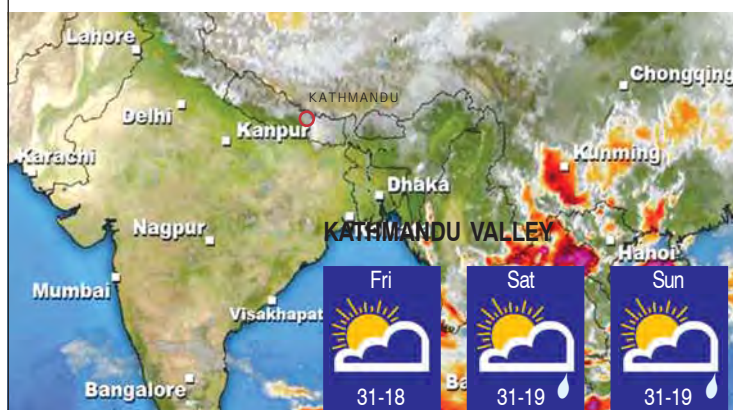 Lahore
Chongqing
KATHMANDU
Delhi
Kanpur
Karachi
Kunming
Dhaka
Nagpur
KATHMANDU VALLEY
Hanoi
Mumbai
Visakhapat
Fri
Sat
Sun
Bangalore
Ba
31-18
31-19
31-19